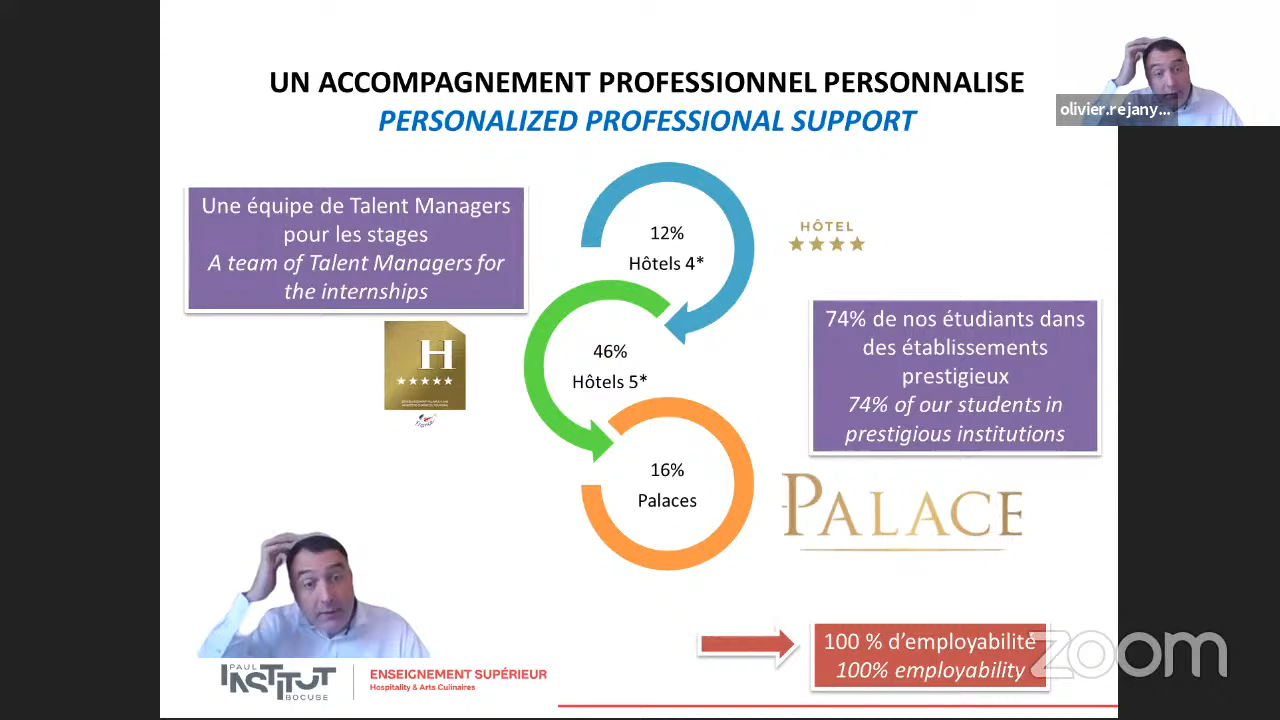 UN ACCOMPAGNEMENT PROFESSIONNEL PERSONNALISE
PERSONALIZED PROFESSIONAL SUPPORT
olivier.rejany...
Une équipe de Talent Managers
pour les stages
A team of Talent Managers for
the internships
12%
Hôtels 4*
HÔTEL
H
46%
Hôtels 5*
74% de nos étudiants dans
des établissements
prestigieux
74% of our students in
prestigious institutions
16%
Palaces
PALACE
100 % d'employabilité
100% employability
zoom
PAUL
INSTITUT
BOCUSE
ENSEIGNEMENT SUPÉRIEUR
Hospitality & Arts Culinaires